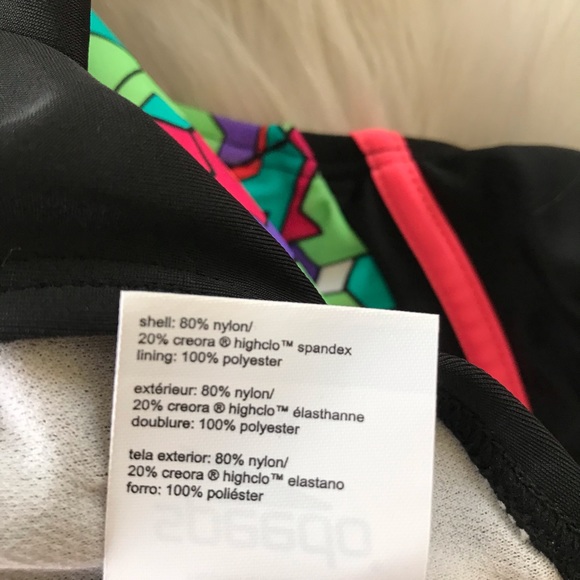 shell: 80% nylon/
20% creora ® highclo™ spandex
lining: 100% polyester
extérieur: 80% nylon/
20% creora ® highclo™ élasthanne
doublure: 100% polyester
tela exterior: 80% nylon/
20% creora ® highclo™ elastano
forro: 100% poliéster